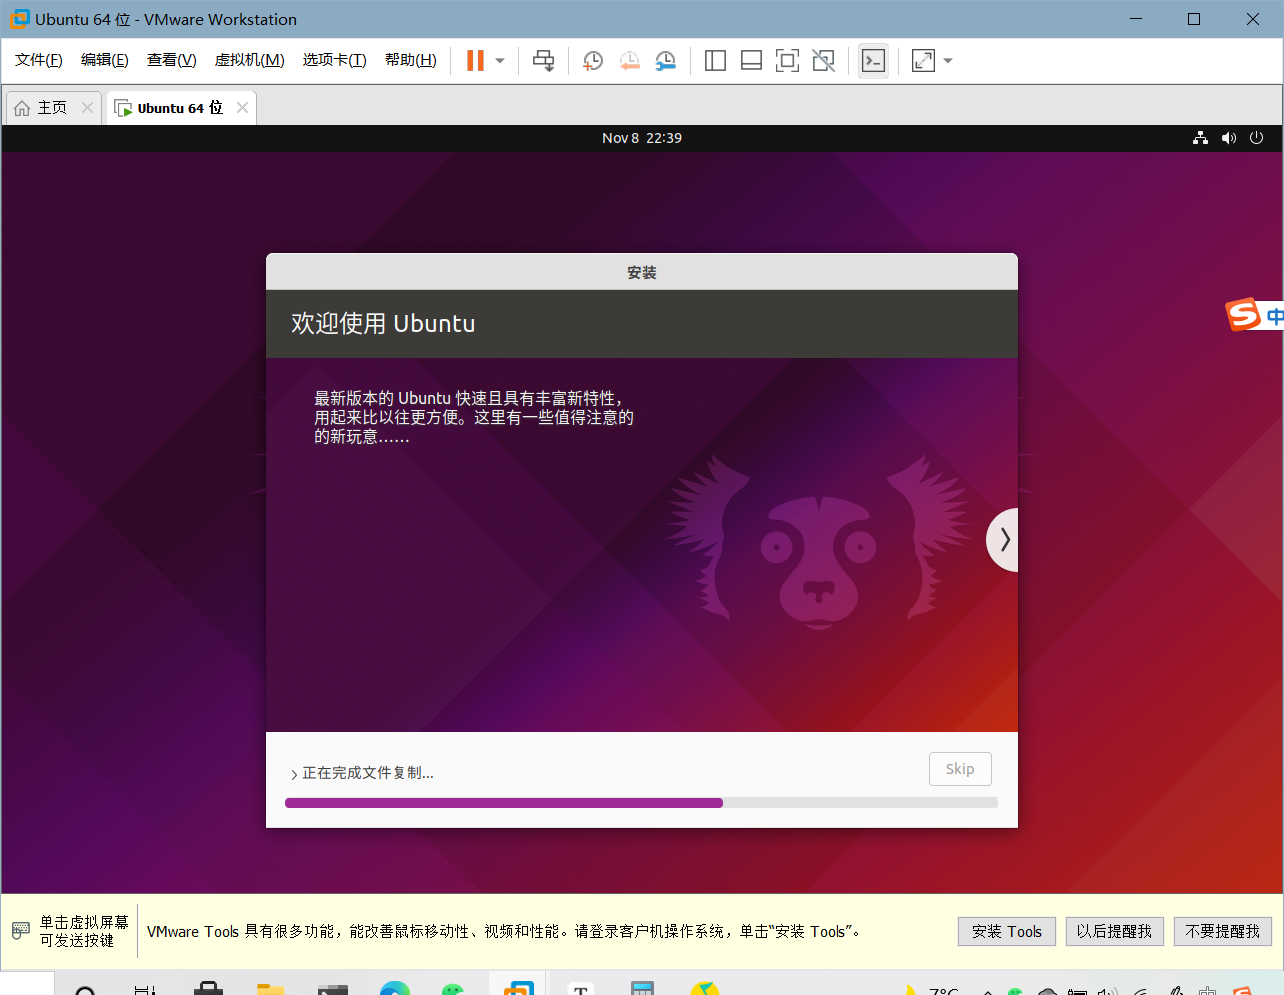 Ubuntu 64 位 - VMware Workstation
文件(F) 编辑(E) 查看(V) 虚拟机(M) 选项卡(T) 帮助(H)
主页 Ubuntu 64 位
Nov 8 22:39
安装
欢迎使用 Ubuntu
最新版本的 Ubuntu 快速且具有丰富新特性，
用起来比以往更方便。这里有一些值得注意的
的新玩意……
中
正在完成文件复制...
Skip
单击虚拟屏幕
可发送按键
VMware Tools 具有很多功能，能改善鼠标移动性、视频和性能。请登录客户机操作系统，单击“安装 Tools”。
安装 Tools 以后提醒我 不要提醒我
7°C